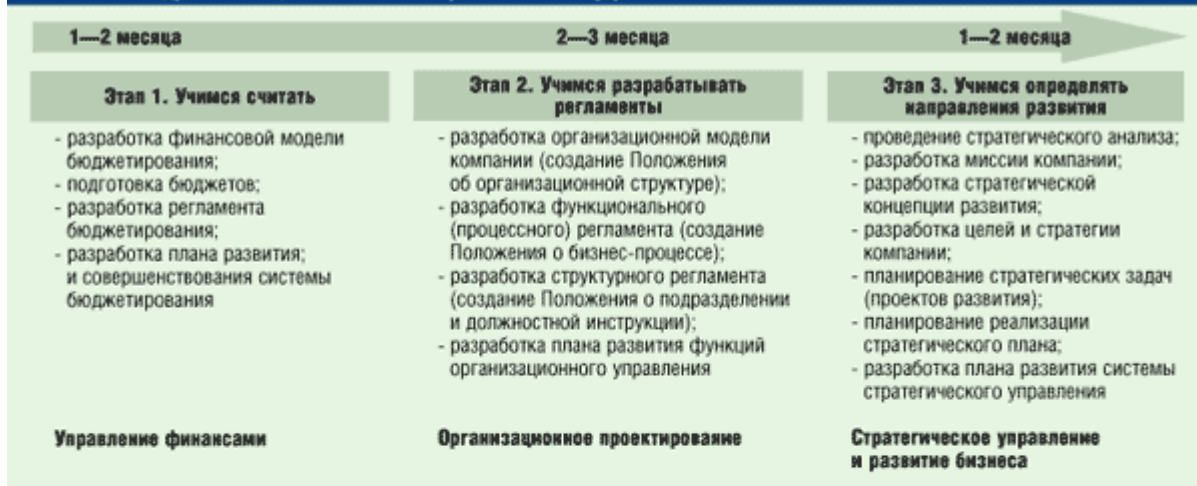 1—2 месяца
2—3 месяца
1—2 месяца
Этап 1. Учимся считать
- разработка финансовой модели
бюджетирования;
- подготовка бюджетов;
- разработка регламента
бюджетирования;
- разработка плана развития;
и совершенствования системы
бюджетирования
Управление финансами
Этап 2. Учимся разрабатывать
регламенты
- разработка организационной модели
компании (создание Положения
об организационной структуре);
- разработка функционального
(процессного) регламента (создание
Положения о бизнес-процессе);
- разработка структурного регламента
(создание Положения о подразделении
и должностной инструкции);
- разработка плана развития функций
организационного управления
Организационное проектирование
Этап 3. Учимся определять
направления развития
- проведение стратегического анализа;
- разработка миссии компании;
- разработка стратегической
концепции развития;
- разработка целей и стратегии
компании;
- планирование стратегических задач
(проектов развития);
- планирование реализации
стратегического плана;
- разработка плана развития системы
стратегического управления
Стратегическое управление
и развитие бизнеса